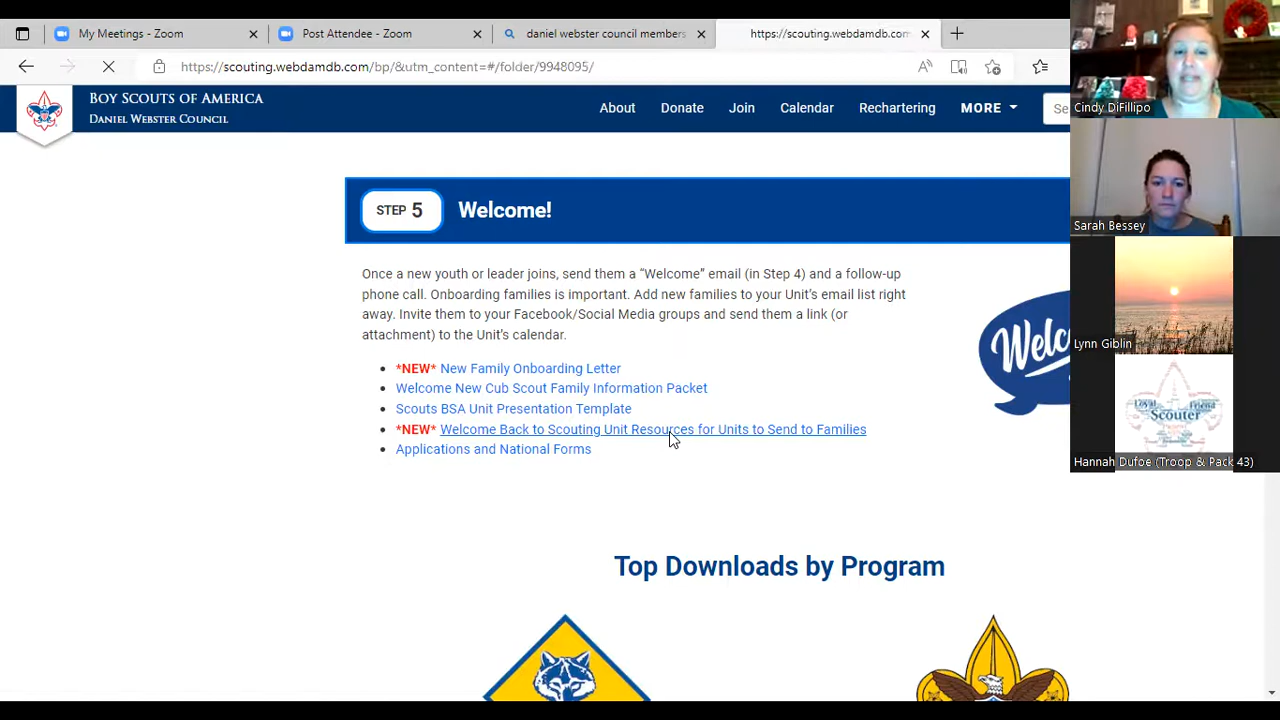 My Meetings - Zoom
Post Attendee - Zoom
daniel webster council members
https://scouting.webdamdb.com
https://scouting.webdamdb.com/bp/&utm_content=#/folder/9948095/
BOY SCOUTS OF AMERICA
DANIEL WEBSTER COUNCIL
About
Donate
Join
Calendar
Rechartering
MORE
Se
STEP 5
Welcome!
Once a new youth or leader joins, send them a “Welcome” email (in Step 4) and a follow-up
phone call. Onboarding families is important. Add new families to your Unit’s email list right
away. Invite them to your Facebook/Social Media groups and send them a link (or
attachment) to the Unit’s calendar.
*NEW* New Family Onboarding Letter
Welcome New Cub Scout Family Information Packet
Scouts BSA Unit Presentation Template
*NEW* Welcome Back to Scouting Unit Resources for Units to Send to Families
Applications and National Forms
Welc
Top Downloads by Program
Cindy DiFillipo
Sarah Bessey
Lynn Giblin
Loyal
Friend
Scouter
Hannah Dufoe (Troop & Pack 43)